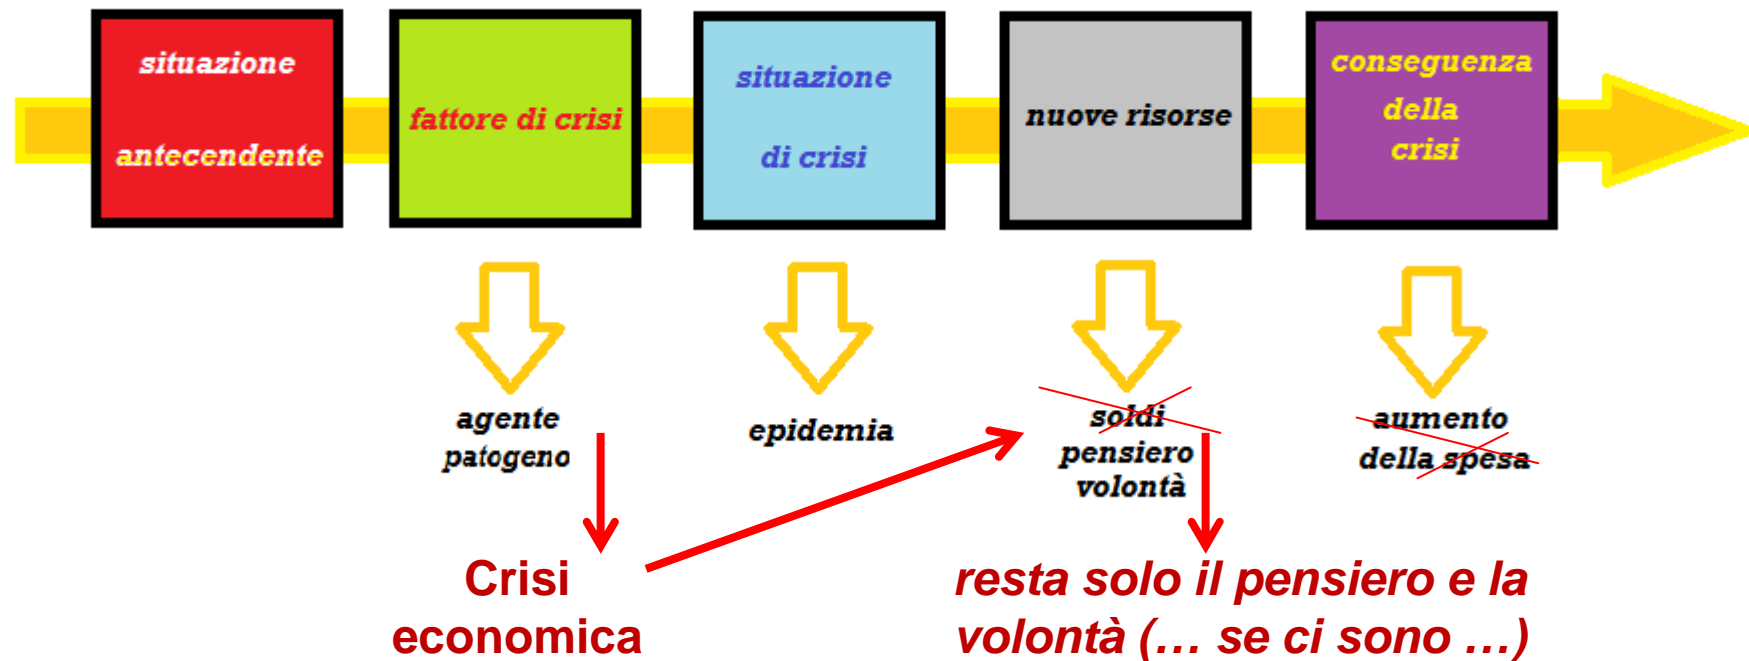 situazione
antecendente
fattore di crisi
situazione
di crisi
nuove risorse
conseguenza
della
crisi
agente
patogeno
epidemia
soldi
pensiero
volontà
aumento
della spesa
Crisi
economica
resta solo il pensiero e la
volontà (… se ci sono …)